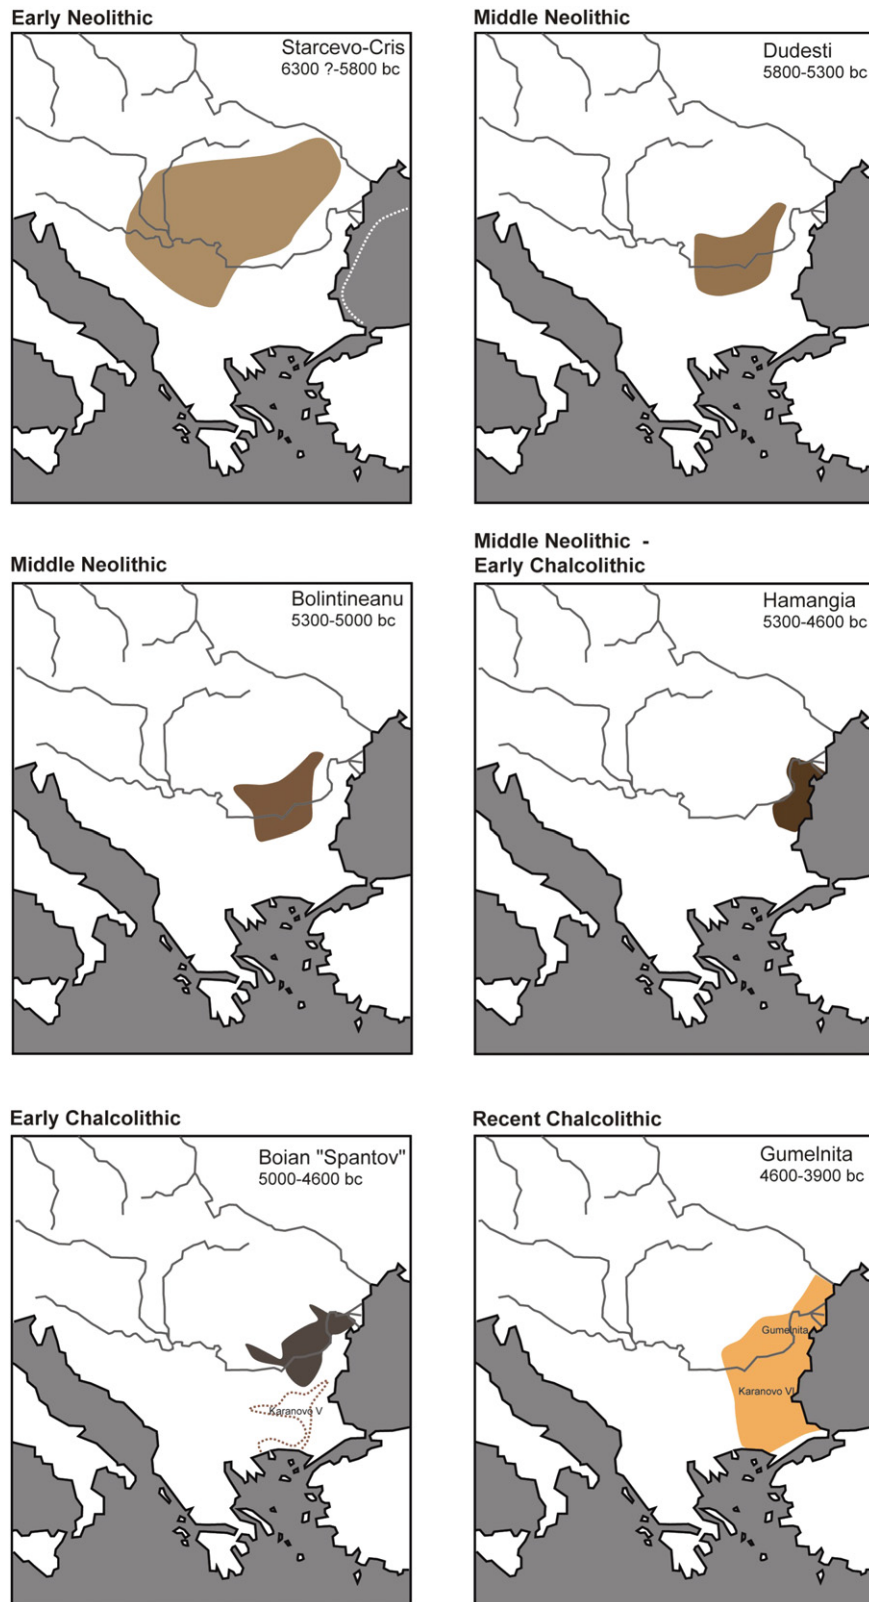 Early Neolithic
Starcevo-Cris
6300 ?-5800 bc
Middle Neolithic
Dudesti
5800-5300 bc
Middle Neolithic
Bolintineanu
5300-5000 bc
Middle Neolithic -
Early Chalcolithic
Hamangia
5300-4600 bc
Early Chalcolithic
Boian "Spantov"
5000-4600 bc
Karanovo V
Recent Chalcolithic
Gumelnita
4600-3900 bc
Gumelnita
Karanovo VI